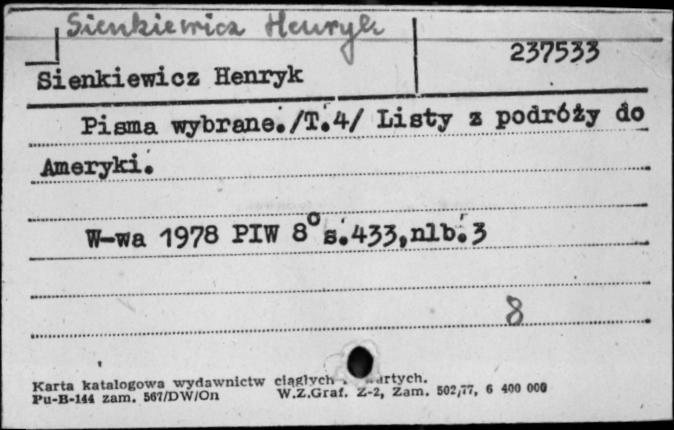 Sienkiewicz Henryk
237533
Sienkiewicz Henryk
Pisma wybrane./T.4/ Listy z podróży do
Ameryki.
W-wa 1978 PIW 8° s.433,nlb.3
8
Karta katalogowa wydawnictw ciągłych
Pu-B-144 zam. 567/DW/On W.Z.Graf. Z-2, Zam. 502/77, 6 400 000